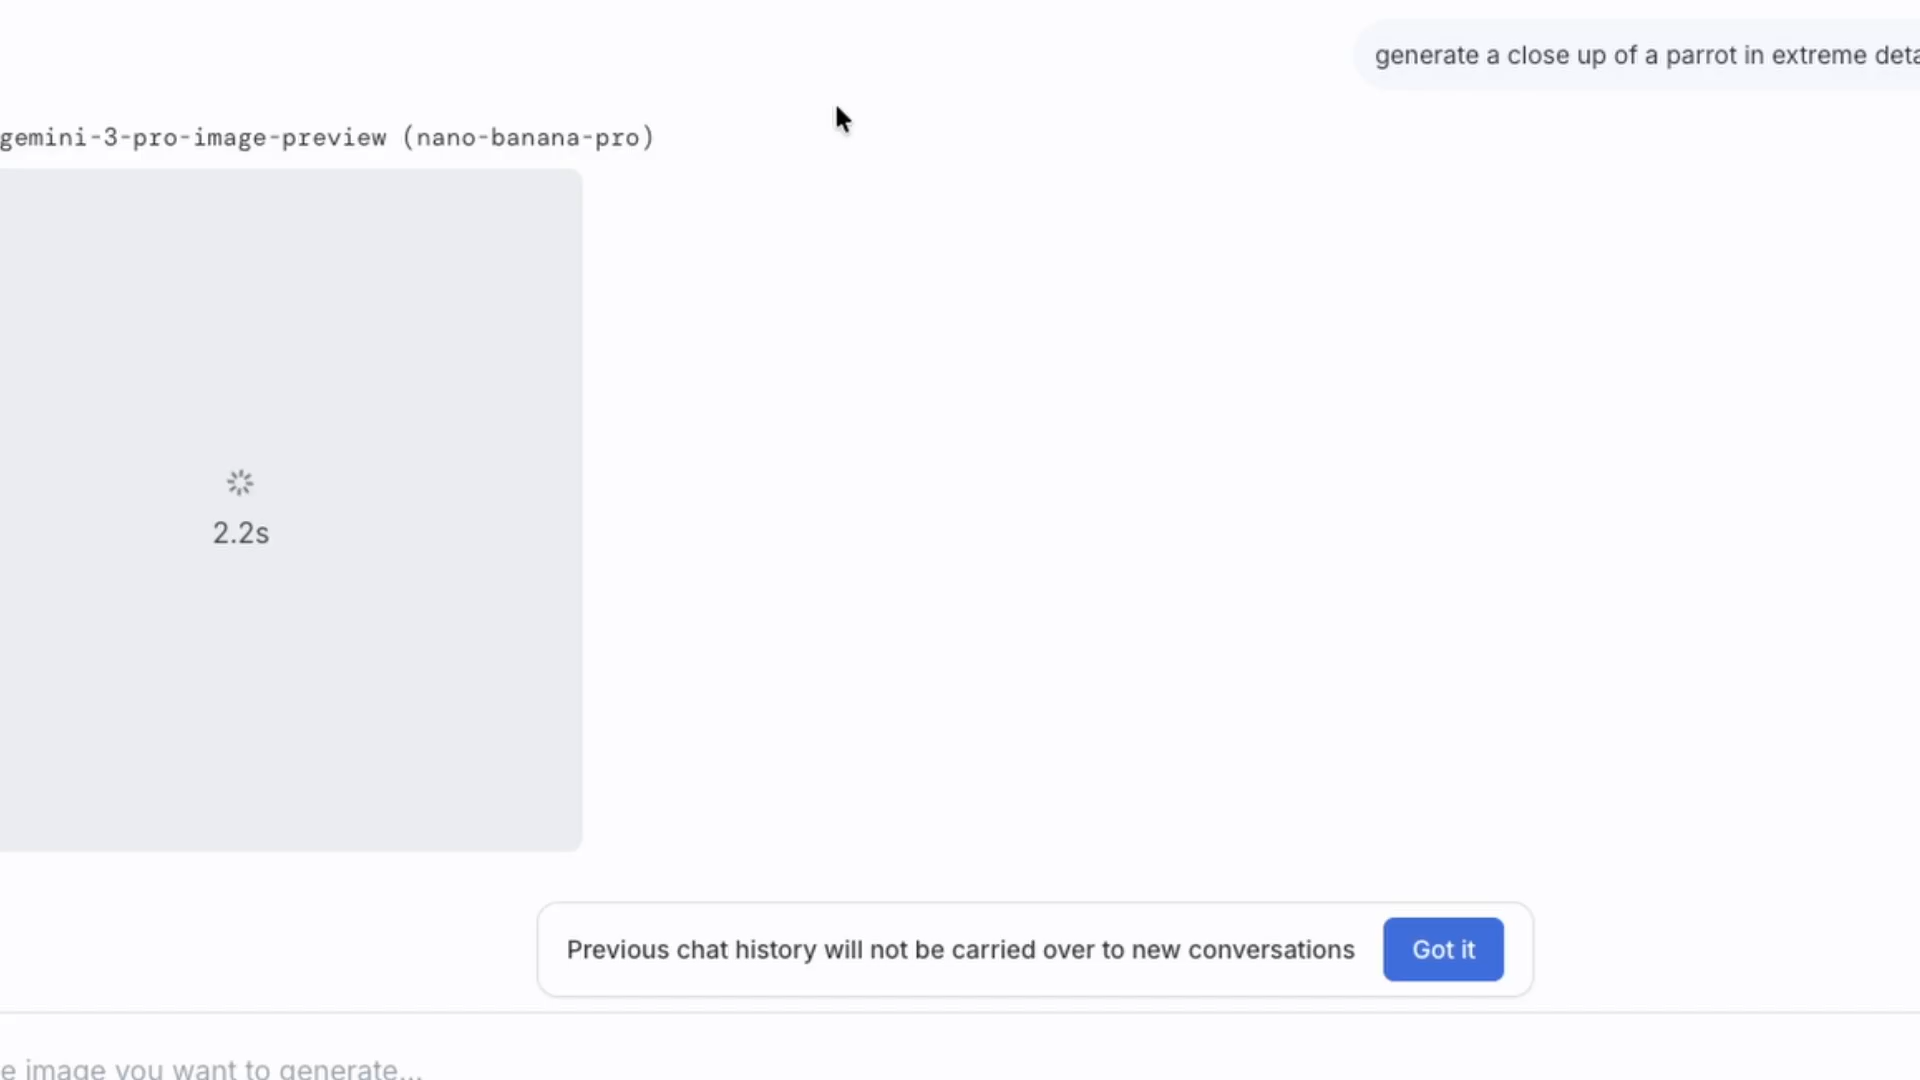 generate a close up of a parrot in extreme
gemini-3-pro-image-preview (nano-banana-pro)
2.2s
Previous chat history will not be carried over to new conversations
Got it
image you want to generate...